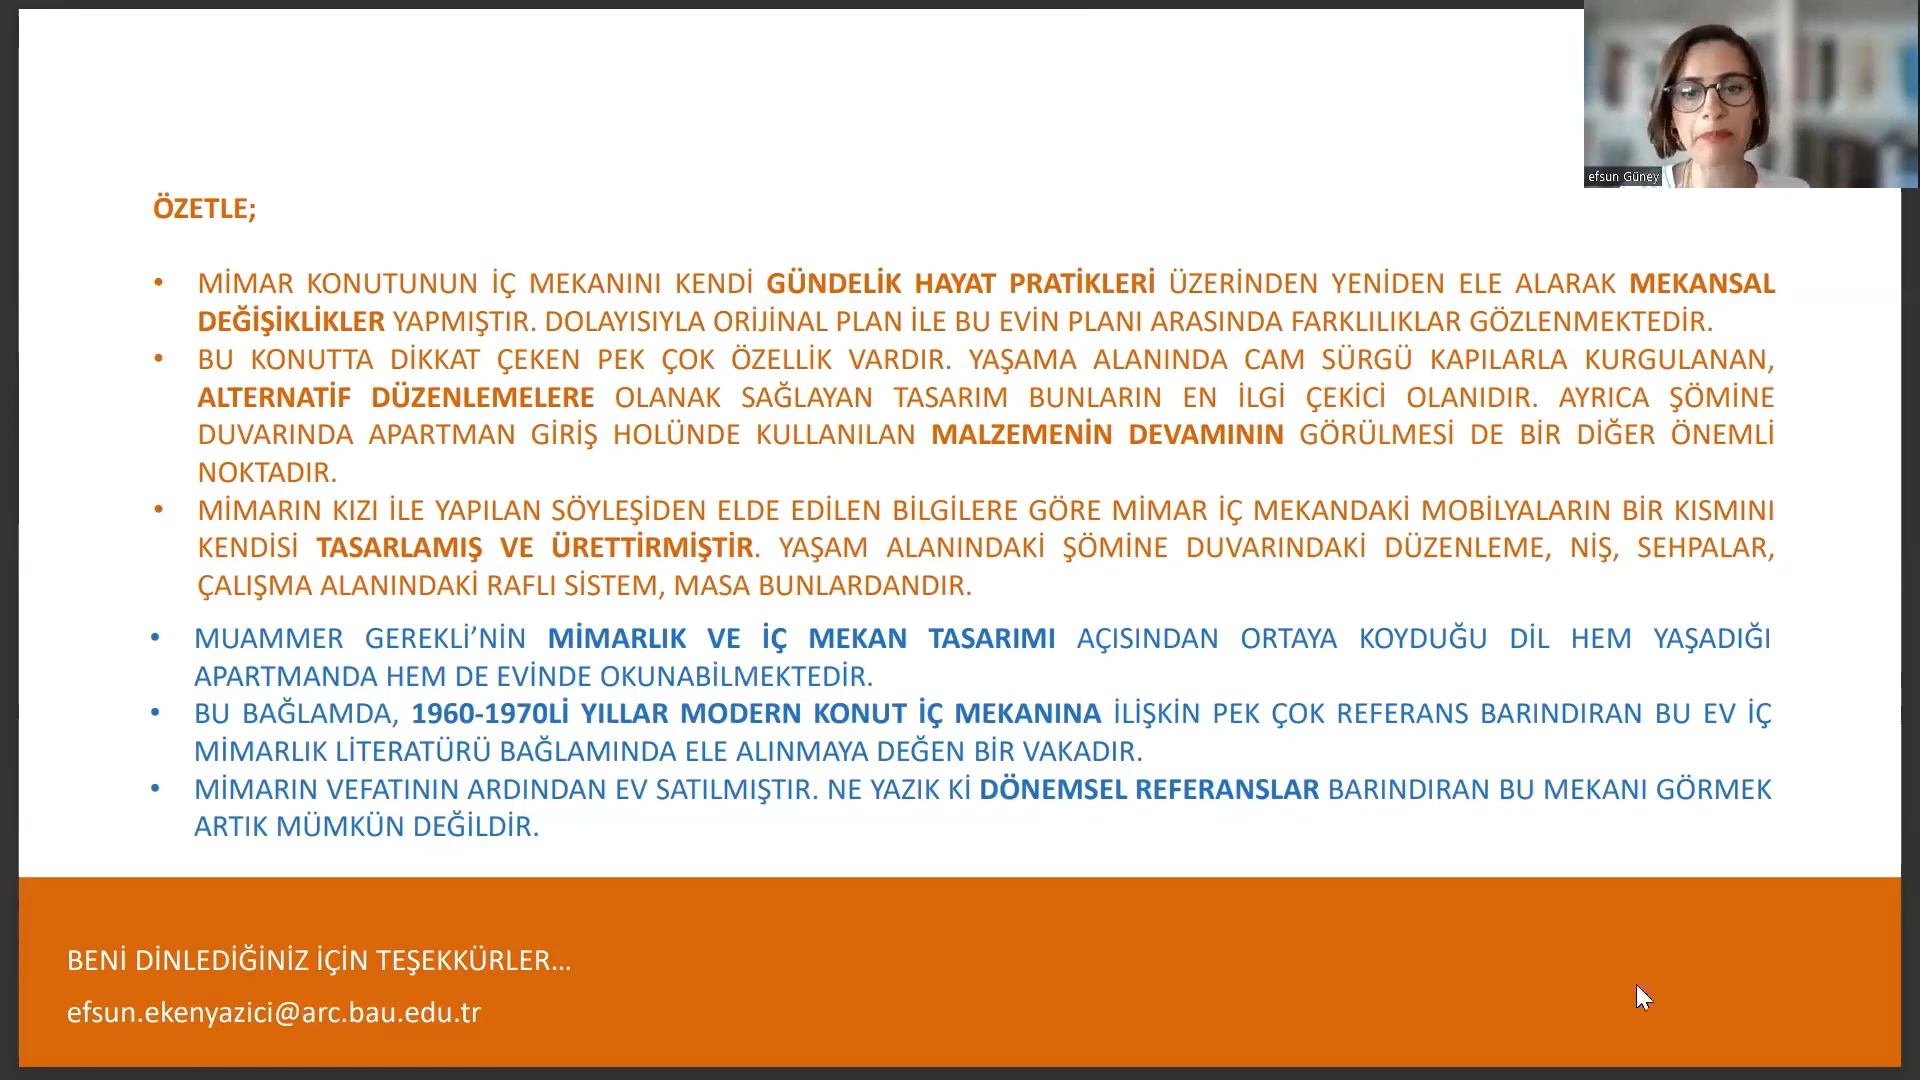 efsun Güney
ÖZETLE;
• MİMAR KONUTUNUN İÇ MEKANINI KENDİ GÜNDELİK HAYAT PRATİKLERİ ÜZERİNDEN YENİDEN ELE ALARAK MEKANSAL
DEĞİŞİKLİKLER YAPMIŞTIR. DOLAYISIYLA ORİJİNAL PLAN İLE BU EVİN PLANI ARASINDA FARKLILIKLAR GÖZLENMEKTEDİR.
• BU KONUTTA DİKKAT ÇEKEN PEK ÇOK ÖZELLİK VARDIR. YAŞAMA ALANINDA CAM SÜRGÜ KAPILARLA KURGULANAN,
ALTERNATİF DÜZENLEMELERE OLANAK SAĞLAYAN TASARIM BUNLARIN EN İLGİ ÇEKİCİ OLANIDIR. AYRICA ŞÖMİNE
DUVARINDA APARTMAN GİRİŞ HOLÜNDE KULLANILAN MALZEMENİN DEVAMININ GÖRÜLMESİ DE BİR DİĞER ÖNEMLİ
NOKTADIR.
• MİMARIN KIZI İLE YAPILAN SÖYLEŞİDEN ELDE EDİLEN BİLGİLERE GÖRE MİMAR İÇ MEKANDAKİ MOBİLYALARIN BİR KISMINI
KENDİSİ TASARLAMIŞ VE ÜRETTİRMİŞTİR. YAŞAM ALANINDAKİ ŞÖMİNE DUVARINDAKİ DÜZENLEME, NİŞ, SEHPALAR,
ÇALIŞMA ALANINDAKİ RAFLI SİSTEM, MASA BUNLARDANDIR.
• MUAMMER GEREKLİ’NİN MİMARLIK VE İÇ MEKAN TASARIMI AÇISINDAN ORTAYA KOYDUĞU DİL HEM YAŞADIĞI
APARTMANDA HEM DE EVİNDE OKUNABİLMEKTEDİR.
• BU BAĞLAMDA, 1960-1970Lİ YILLAR MODERN KONUT İÇ MEKANINA İLİŞKİN PEK ÇOK REFERANS BARINDIRAN BU EV İÇ
MİMARLIK LİTERATÜRÜ BAĞLAMINDA ELE ALINMAYA DEĞEN BİR VAKADIR.
• MİMARIN VEFATININ ARDINDAN EV SATILMIŞTIR. NE YAZIK Kİ DÖNEMSEL REFERANSLAR BARINDIRAN BU MEKANI GÖRMEK
ARTIK MÜMKÜN DEĞİLDİR.
BENİ DİNLEDİĞİNİZ İÇİN TEŞEKKÜRLER...
efsun.ekenyazici@arc.bau.edu.tr